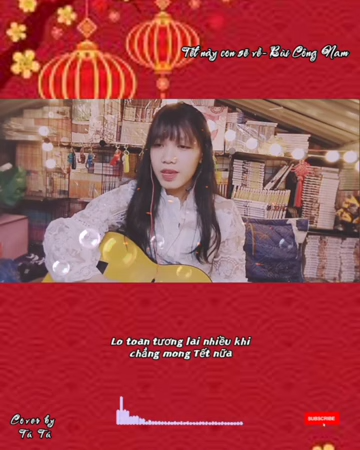 Tết này con sẽ về- Bùi Công Nam
Lo toan tương lai nhiều khi
chẳng mong Tết nữa
Cover by
Tú Tú
SUBSCRIBE